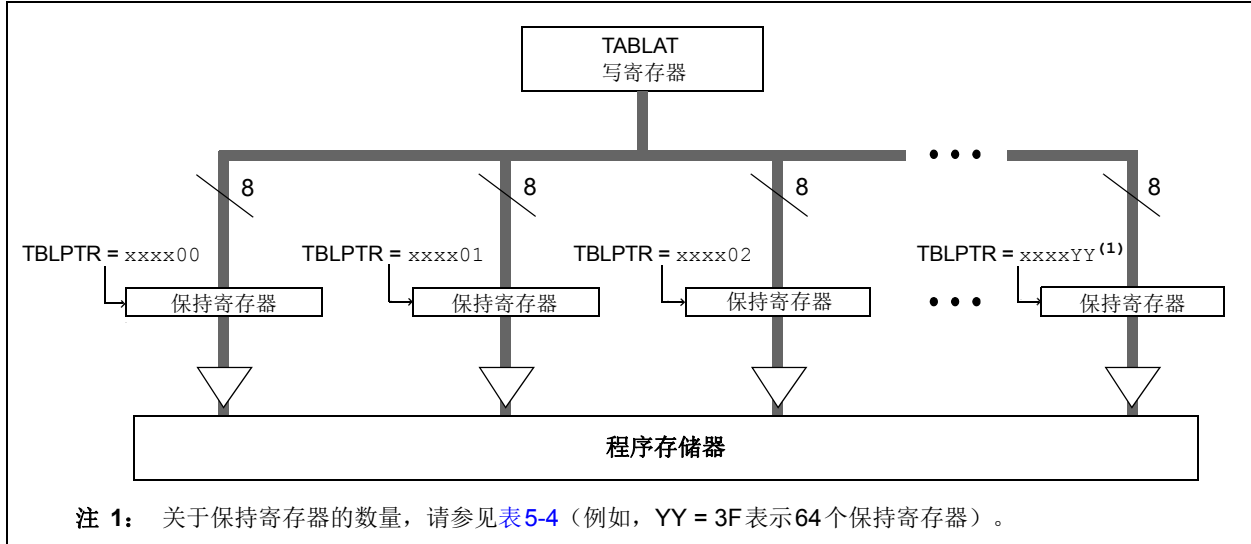 TABLAT
写寄存器
8 8 8 8
TBLPTR = xxxx00 TBLPTR = xxxx01 TBLPTR = xxxx02 TBLPTR = xxxxYY(1)
保持寄存器 保持寄存器 保持寄存器 保持寄存器
程序存储器
注 1： 关于保持寄存器的数量，请参见表5-4（例如，YY = 3F表示64个保持寄存器）。